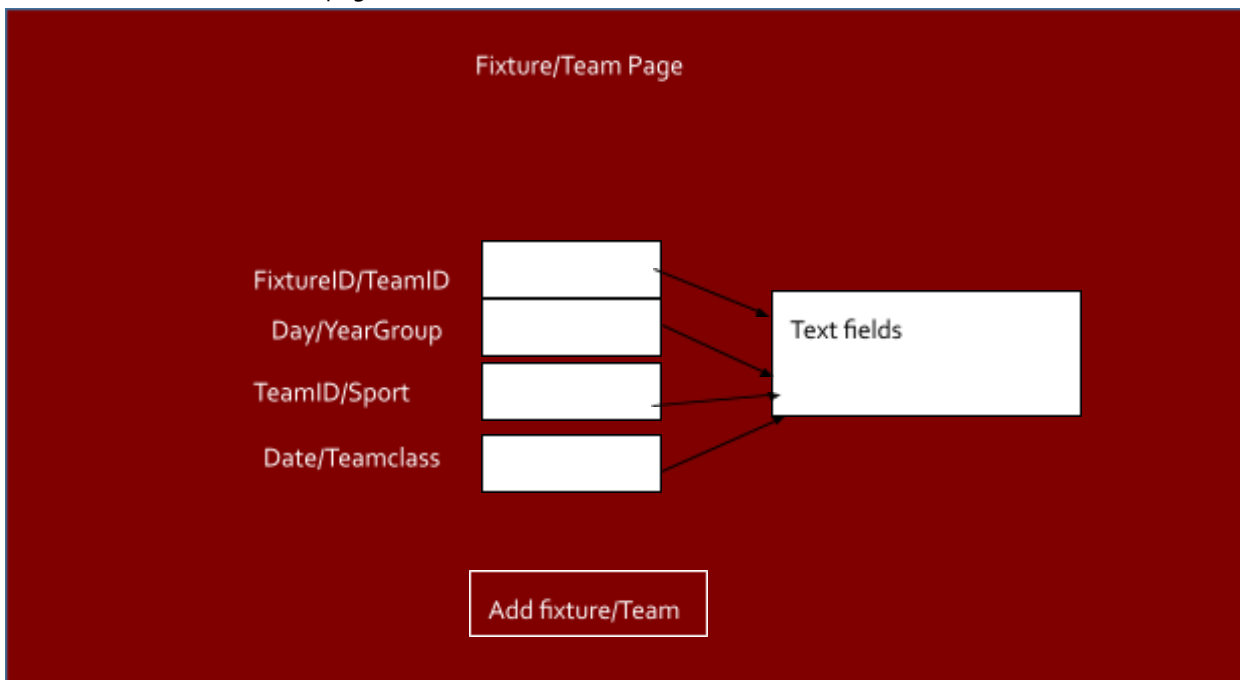 Fixture/Team Page
FixtureID/TeamID
Day/YearGroup
Text fields
TeamID/Sport
Date/Teamclass
Add fixture/Team